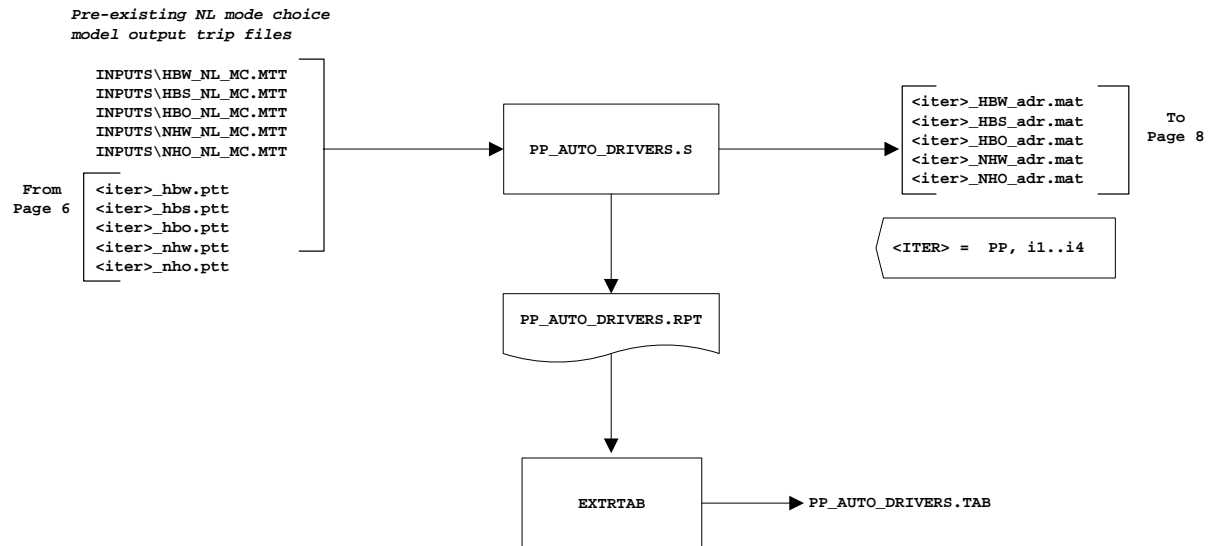 Pre-existing NL mode choice
model output trip files
INPUTS\HBW_NL_MC.MTT
INPUTS\HBS_NL_MC.MTT
INPUTS\HBO_NL_MC.MTT
INPUTS\NHW_NL_MC.MTT
INPUTS\NHO_NL_MC.MTT
From
Page 6
<iter>_hbw.ptt
<iter>_hbs.ptt
<iter>_hbo.ptt
<iter>_nhw.ptt
<iter>_nho.ptt
PP_AUTO_DRIVERS.S
<iter>_HBW_adr.mat
<iter>_HBS_adr.mat
<iter>_HBO_adr.mat
<iter>_NHW_adr.mat
<iter>_NHO_adr.mat
To
Page 8
<ITER> = PP, i1..i4
PP_AUTO_DRIVERS.RPT
EXTRTAB
PP_AUTO_DRIVERS.TAB